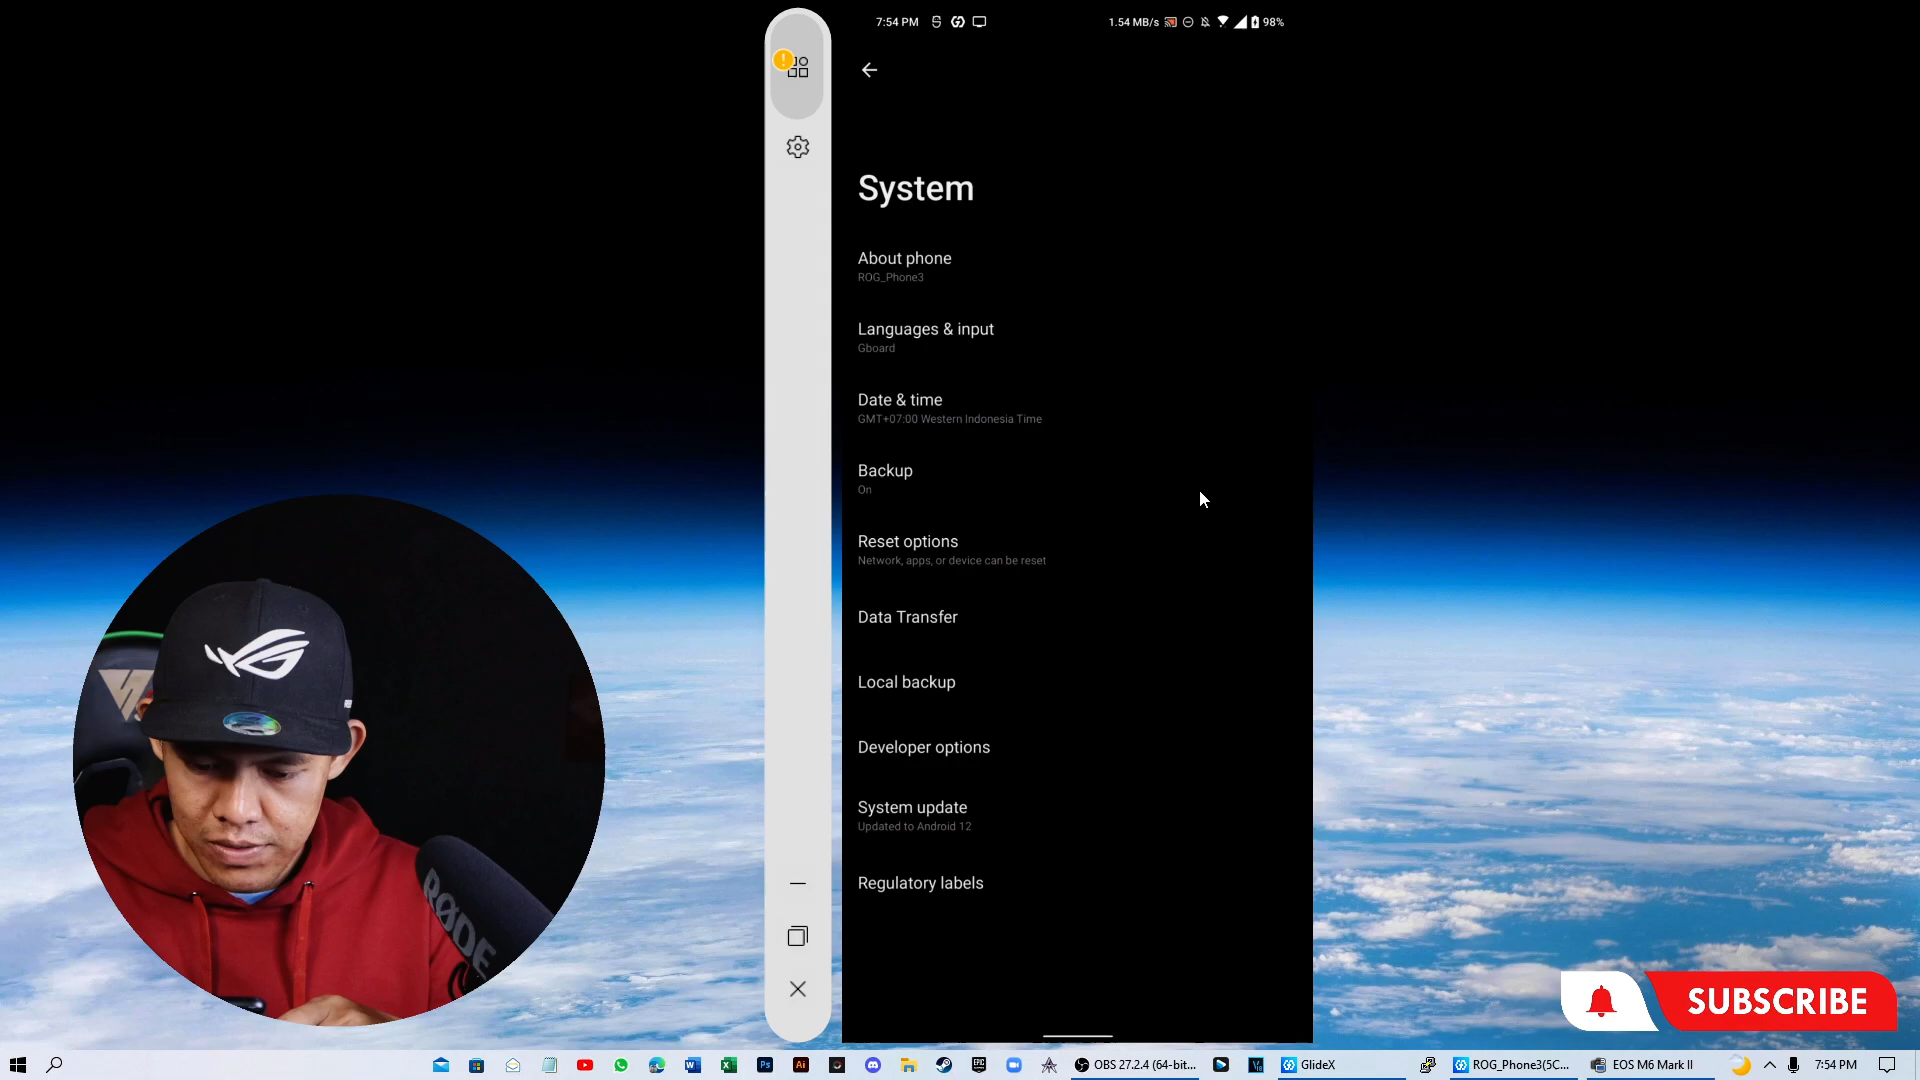 7:54 PM
1.54 MB/s
98%
System
About phone
ROG_Phone3
Languages & input
Gboard
Date & time
GMT+07:00 Western Indonesia Time
Backup
On
Reset options
Network, apps, or device can be reset
Data Transfer
Local backup
Developer options
System update
Updated to Android 12
Regulatory labels
RØDE
SUBSCRIBE
OBS 27.2.4 (64-bit...
GlideX
ROG_Phone3(5C...
EOS M6 Mark II
7:54 PM